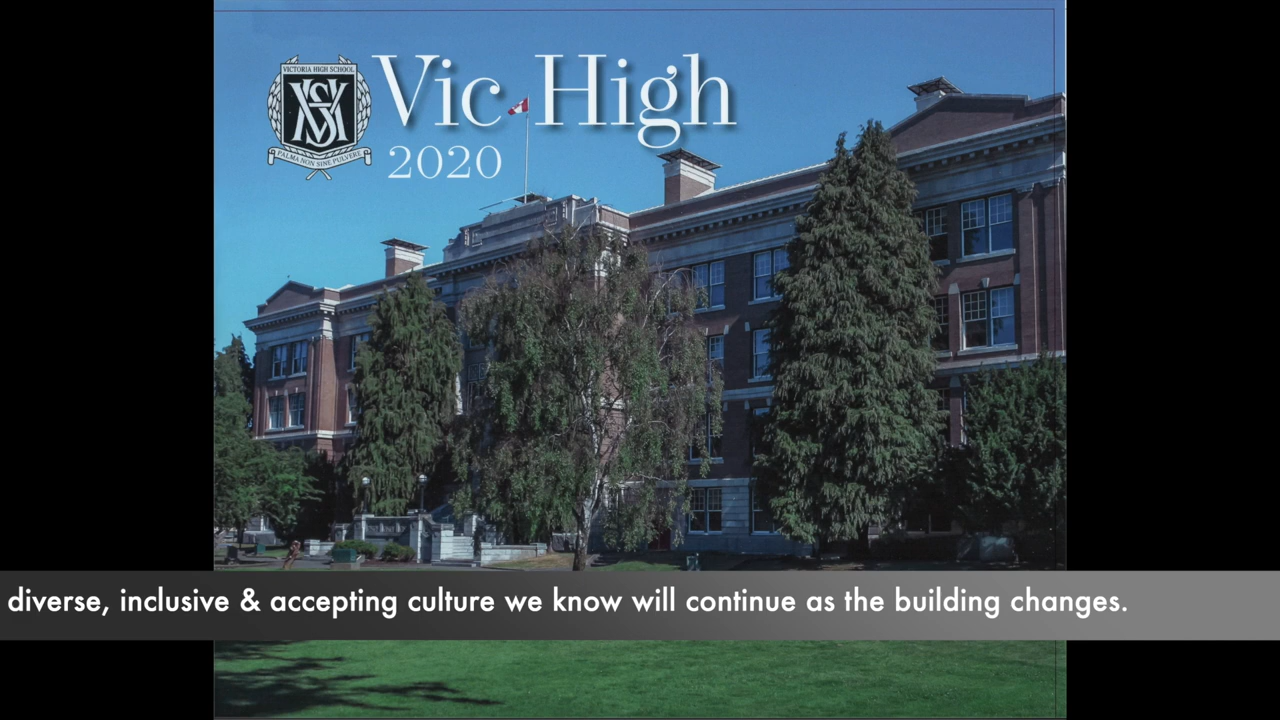 Vic High
2020
VICTORIA HIGH SCHOOL
VHS
PALMA NON SINE PULVERE
diverse, inclusive & accepting culture we know will continue as the building changes.